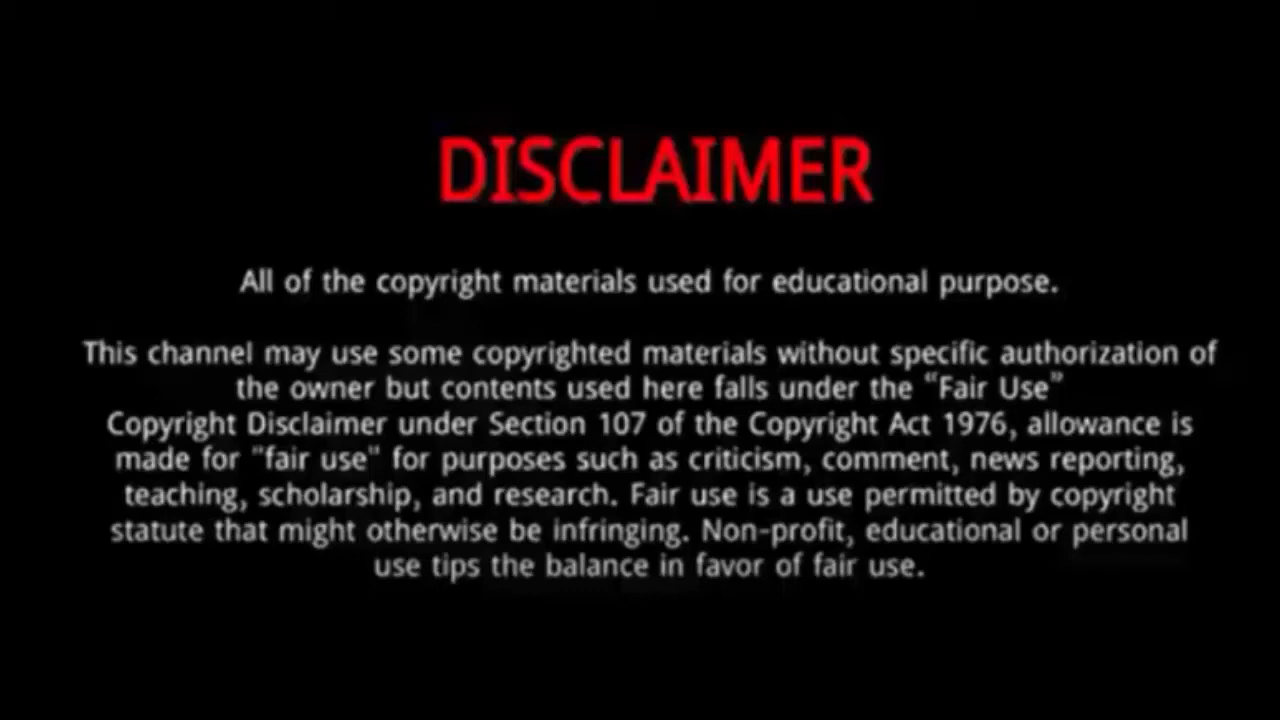 DISCLAIMER
All of the copyright materials used for educational purpose.
This channel may use some copyrighted materials without specific authorization of
the owner but contents used here falls under the “Fair Use”
Copyright Disclaimer under Section 107 of the Copyright Act 1976, allowance is
made for "fair use" for purposes such as criticism, comment, news reporting,
teaching, scholarship, and research. Fair use is a use permitted by copyright
statute that might otherwise be infringing. Non-profit, educational or personal
use tips the balance in favor of fair use.